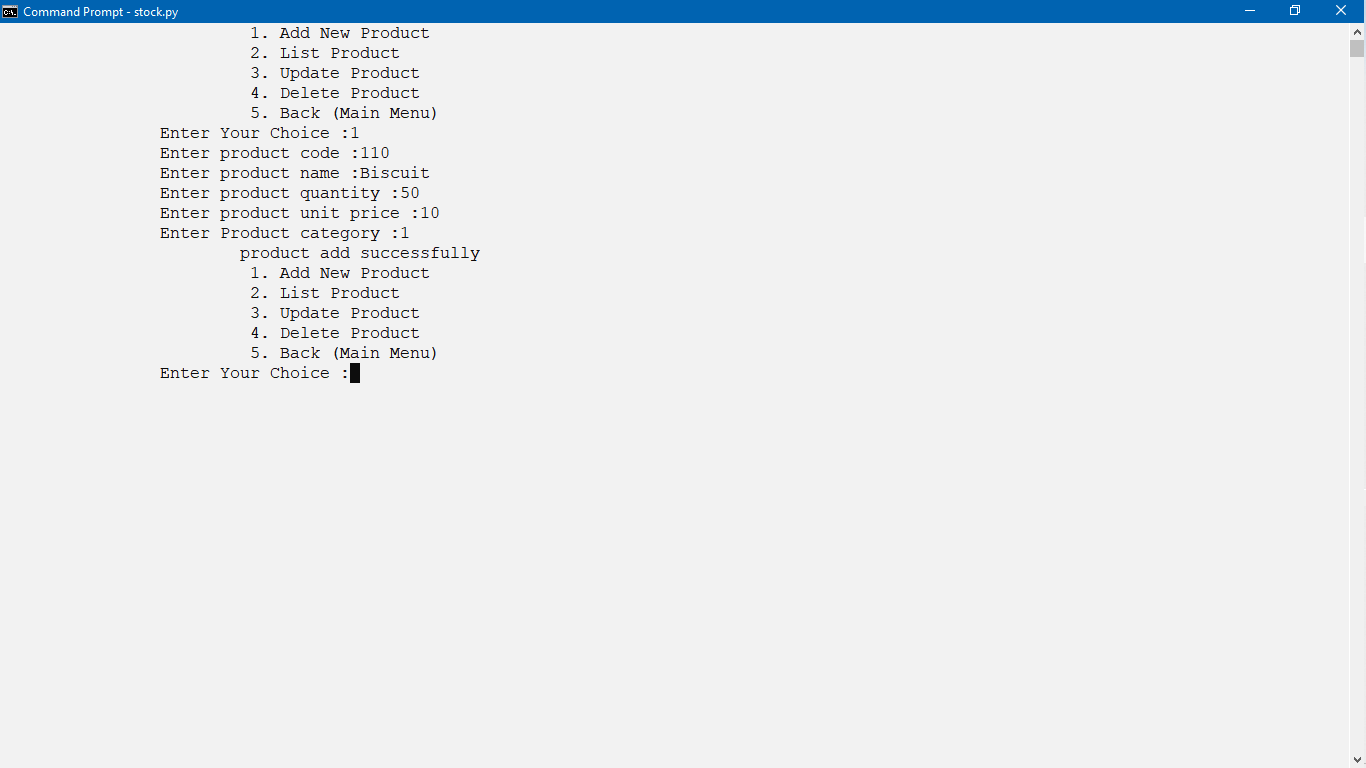 Command Prompt - stock.py
1. Add New Product
2. List Product
3. Update Product
4. Delete Product
5. Back (Main Menu)
Enter Your Choice :1
Enter product code :110
Enter product name :Biscuit
Enter product quantity :50
Enter product unit price :10
Enter Product category :1
product add successfully
1. Add New Product
2. List Product
3. Update Product
4. Delete Product
5. Back (Main Menu)
Enter Your Choice :